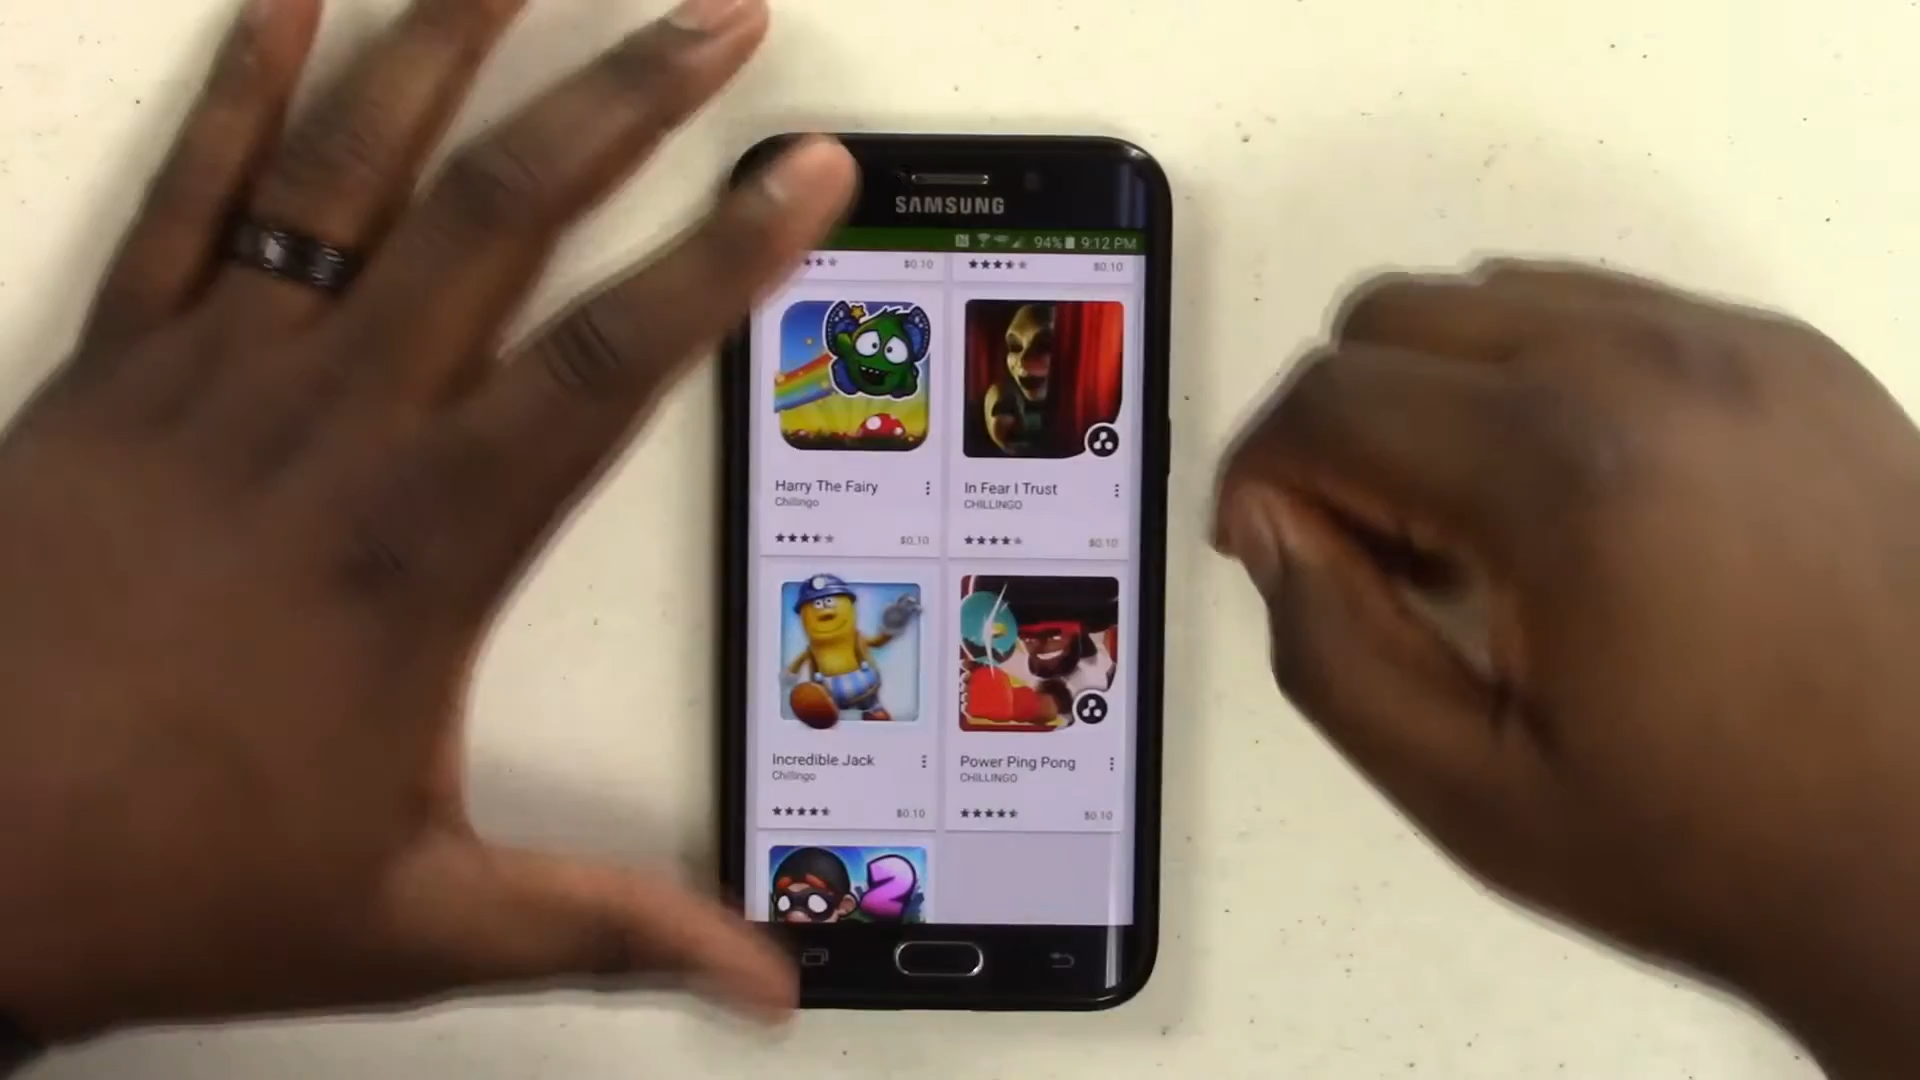 SAMSUNG
94% 9:12 PM
$0.10 $0.10
Harry The Fairy
Chillingo
$0.10
In Fear I Trust
CHILLINGO
$0.10
Incredible Jack
Chillingo
$0.10
Power Ping Pong
CHILLINGO
$0.10
2